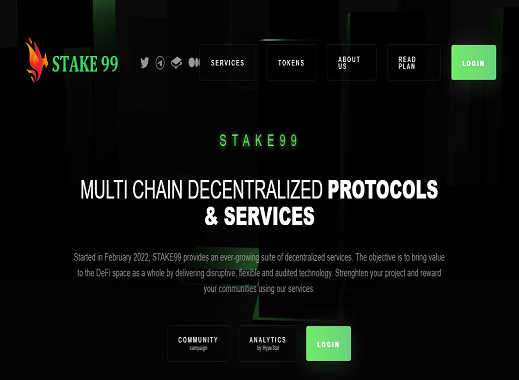 STAKE 99
SERVICES
TOKENS
ABOUT
US
READ
PLAN
LOGIN
STAKE99
MULTI CHAIN DECENTRALIZED PROTOCOLS
& SERVICES
Started in February 2022, STAKE99 provides an ever-growing suite of decentralized services. The objective is to bring value
to the DeFi space as a whole by delivering disruptive, flexible and audited technology. Strenghten your project and reward
your communities using our services.
COMMUNITY
campaign
ANALYTICS
by HypeStat
LOGIN